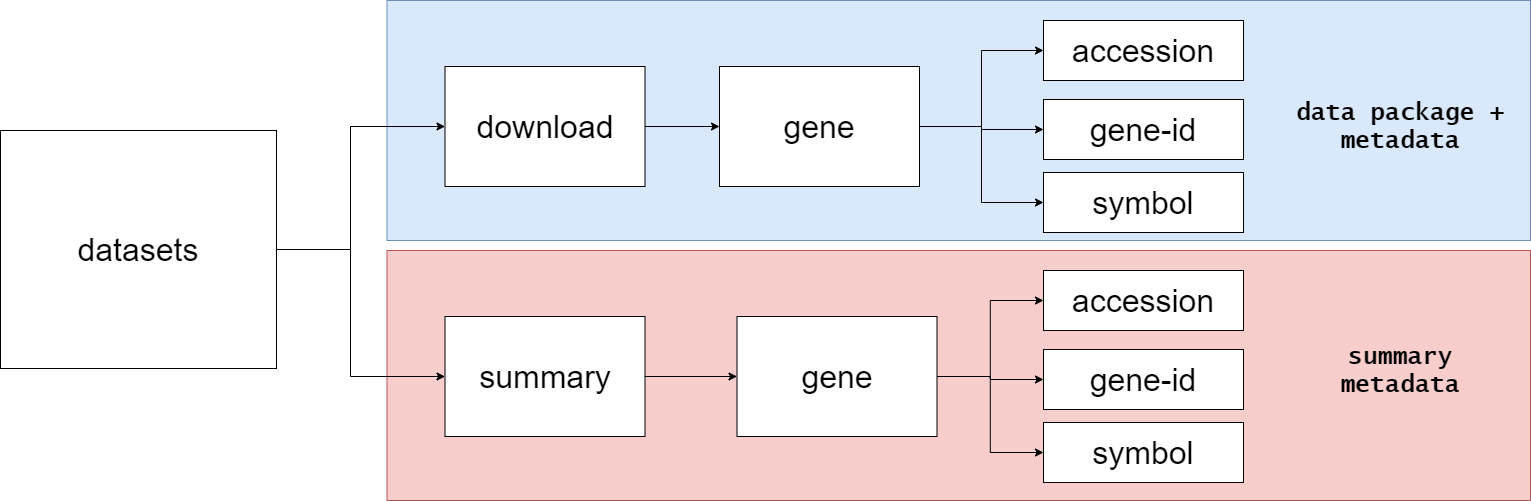 datasets
download
gene
accession
gene-id
symbol
data package +
metadata
summary
gene
accession
gene-id
symbol
summary
metadata